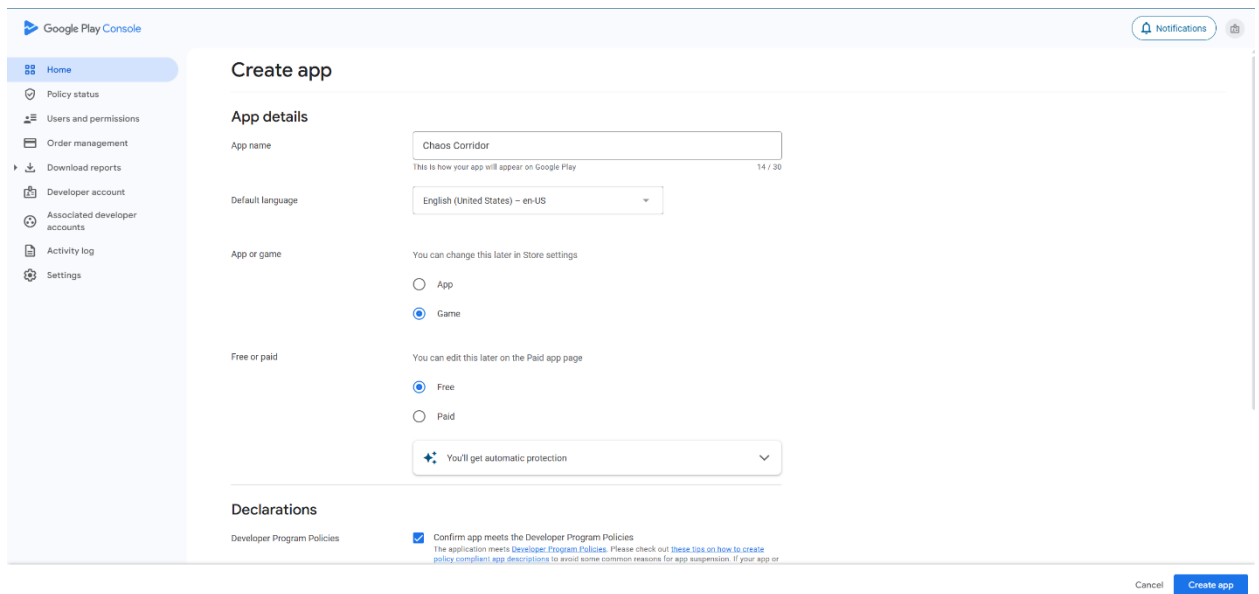 Google Play Console
Notifications
Home
Policy status
Users and permissions
Order management
Download reports
Developer account
Associated developer
accounts
Activity log
Settings
Create app
App details
App name
Chaos Corridor
This is how your app will appear on Google Play
14 / 30
Default language
English (United States) – en-US
App or game
You can change this later in Store settings
App
Game
Free or paid
You can edit this later on the Paid app page
Free
Paid
You'll get automatic protection
Declarations
Developer Program Policies
Confirm app meets the Developer Program Policies
The application meets Developer Program Policies. Please check out these tips on how to create
policy compliant app descriptions to avoid some common reasons for app suspension. If your app or
Cancel
Create app